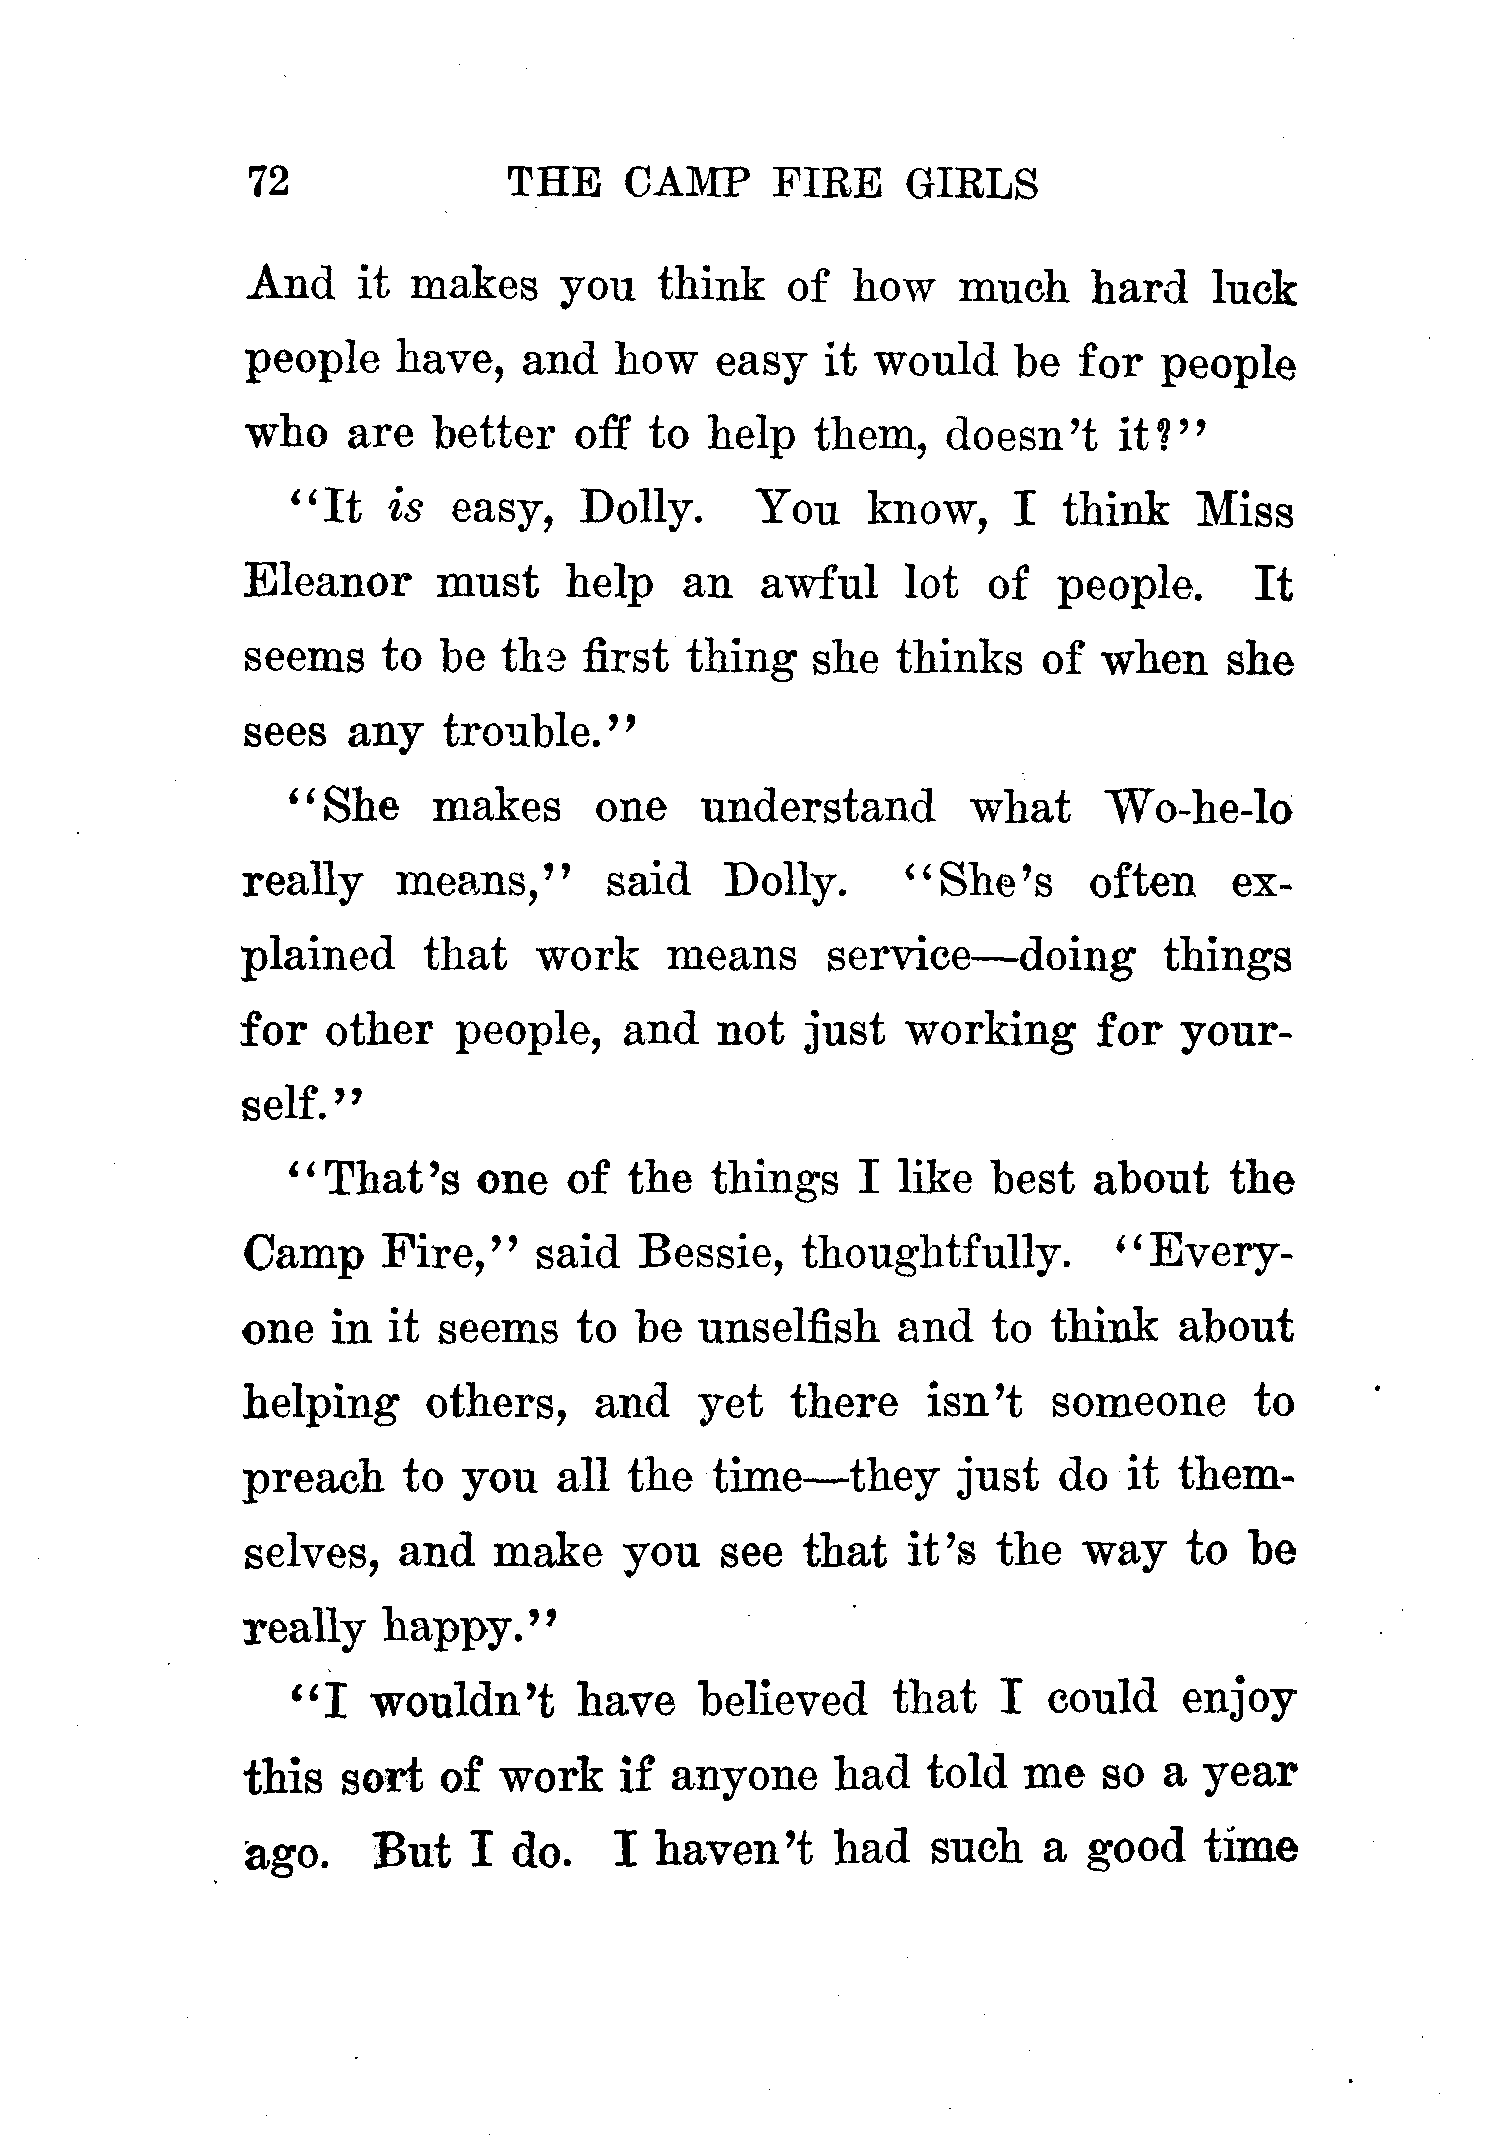 72 THE CAMP FIRE GIRLS
And it makes you think of how much hard luck
people have, and how easy it would be for people
who are better off to help them, doesn't it?"
"It is easy, Dolly. You know, I think Miss
Eleanor must help an awful lot of people. It
seems to be the first thing she thinks of when she
sees any trouble."
"She makes one understand what Wo-he-lo
really means," said Dolly. "She's often ex-
plained that work means service—doing things
for other people, and not just working for your-
self."
"That's one of the things I like best about the
Camp Fire," said Bessie, thoughtfully. "Every-
one in it seems to be unselfish and to think about
helping others, and yet there isn't someone to
preach to you all the time—they just do it them-
selves, and make you see that it's the way to be
really happy."
"I wouldn't have believed that I could enjoy
this sort of work if anyone had told me so a year
ago. But I do. I haven't had such a good time